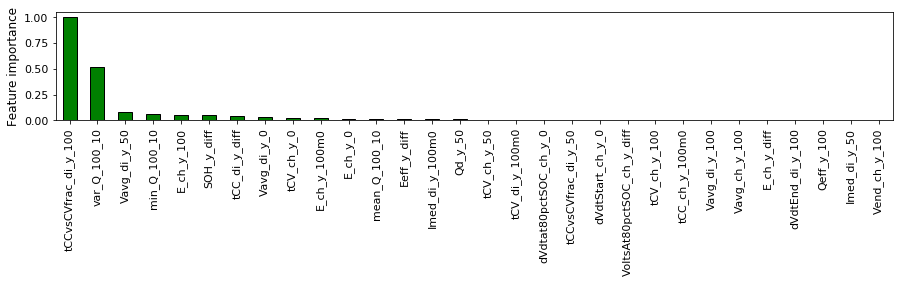 Feature importance
1.00
0.75
0.50
0.25
0.00
tCCvsCVfrac_di_y_100
var_Q_100_10
Vavg_di_y_50
min_Q_100_10
E_ch_y_100
SOH_y_diff
tCC_di_y_diff
Vavg_di_y_0
tCV_ch_y_0
E_ch_y_100m0
E_ch_y_0
mean_Q_100_10
Eeff_y_diff
Imed_di_y_100m0
Qd_y_50
tCV_ch_y_50
tCV_di_y_100m0
dVdtat80pctSOC_ch_y_0
tCCvsCVfrac_di_y_50
dVdtStart_ch_y_0
VoltsAt80pctSOC_ch_y_diff
tCV_ch_y_100
tCC_ch_y_100m0
Vavg_di_y_100
Vavg_ch_y_100
E_ch_y_diff
dVdtEnd_di_y_100
Qeff_y_100
Imed_di_y_50
Vend_ch_y_100